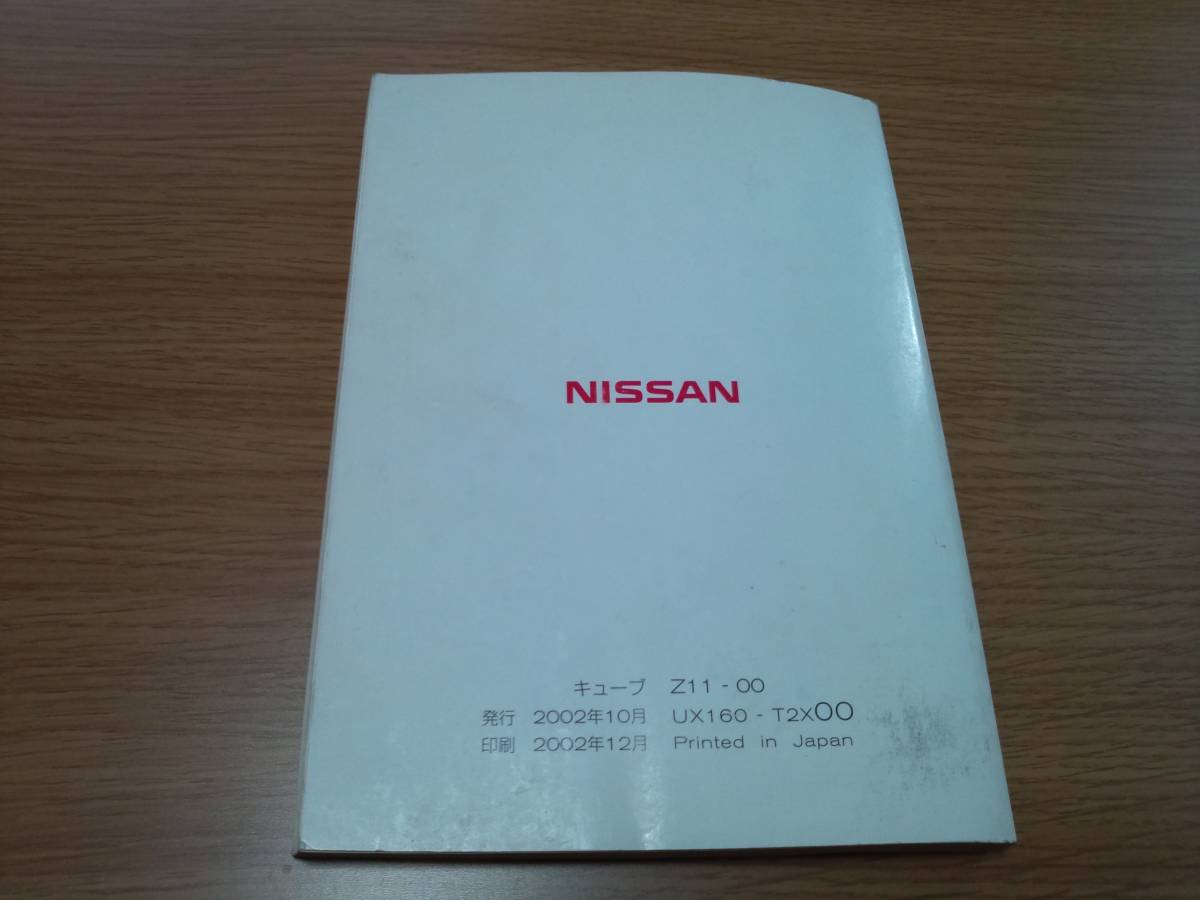 NISSAN
キューブ Z11 - 00
発行 2002年10月 UX160 - T2X00
印刷 2002年12月 Printed in Japan